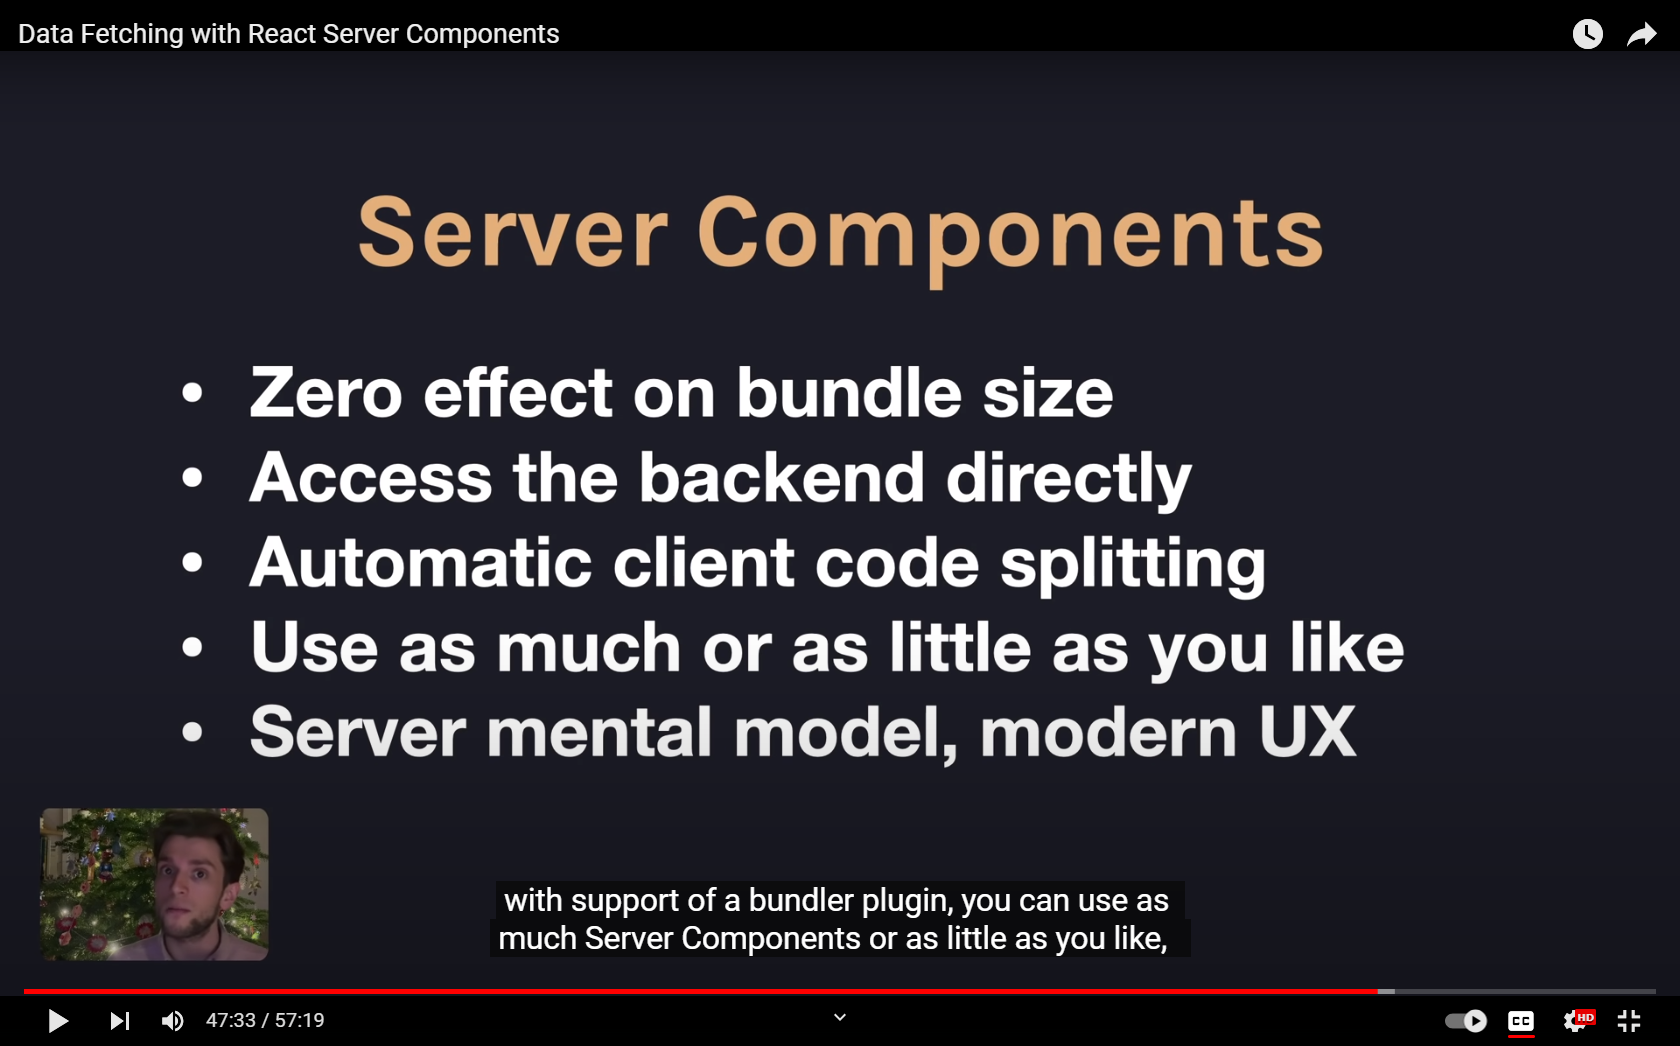 Data Fetching with React Server Components
Server Components
• Zero effect on bundle size
• Access the backend directly
• Automatic client code splitting
• Use as much or as little as you like
• Server mental model, modern UX
with support of a bundler plugin, you can use as
much Server Components or as little as you like,
47:33 / 57:19
CC
HD